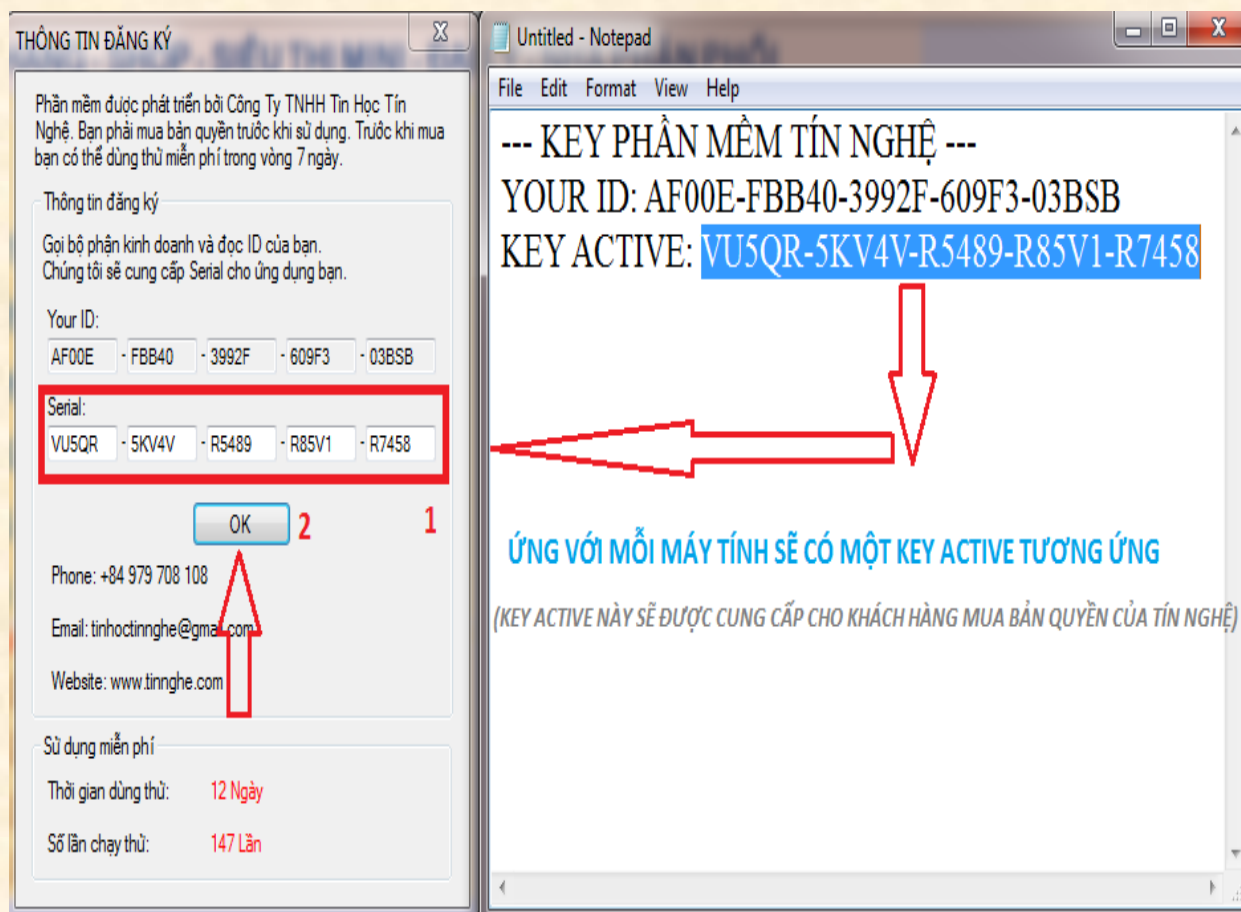 THÔNG TIN ĐĂNG KÝ
Phần mềm được phát triển bởi Công Ty TNHH Tin Học Tín
Nghệ. Bạn phải mua bản quyền trước khi sử dụng. Trước khi mua
bạn có thể dùng thử miễn phí trong vòng 7 ngày.
Thông tin đăng ký
Gọi bộ phận kinh doanh và đọc ID của bạn.
Chúng tôi sẽ cung cấp Serial cho ứng dụng bạn.
Your ID:
AF00E - FBB40 - 3992F - 609F3 - 03BSB
Serial:
VU5QR - 5KV4V - R5489 - R85V1 - R7458
OK 2 1
Phone: +84 979 708 108
Email: tinhoctinnghe@gmail.com
Website: www.tinnghe.com
Sử dụng miễn phí
Thời gian dùng thử: 12 Ngày
Số lần chạy thử: 147 Lần
Untitled - Notepad
File Edit Format View Help
--- KEY PHẦN MỀM TÍN NGHỆ ---
YOUR ID: AF00E-FBB40-3992F-609F3-03BSB
KEY ACTIVE: VU5QR-5KV4V-R5489-R85V1-R7458
ỨNG VỚI MỖI MÁY TÍNH SẼ CÓ MỘT KEY ACTIVE TƯƠNG ỨNG
(KEY ACTIVE NÀY SẼ ĐƯỢC CUNG CẤP CHO KHÁCH HÀNG MUA BẢN QUYỀN CỦA TÍN NGHỆ)